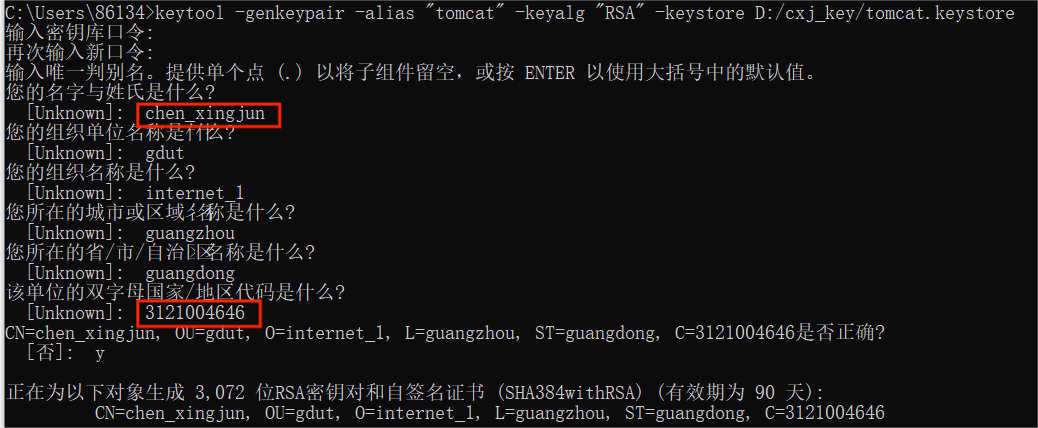 C:\Users\86134>keytool -genkeypair -alias "tomcat" -keyalg "RSA" -keystore D:/cxj_key/tomcat.keystore
输入密钥库口令:
再次输入新口令:
输入唯一判别名。提供单个点 (.) 以将子组件留空，或按 ENTER 以使用大括号中的默认值。
您的名字与姓氏是什么?
[Unknown]: chen_xingjun
您的组织单位名称是什么?
[Unknown]: gdut
您的组织名称是什么?
[Unknown]: internet_l
您所在的城市或区域名称是什么?
[Unknown]: guangzhou
您所在的省/市/自治区名称是什么?
[Unknown]: guangdong
该单位的双字母国家/地区代码是什么?
[Unknown]: 3121004646
CN=chen_xingjun, OU=gdut, O=internet_l, L=guangzhou, ST=guangdong, C=3121004646是否正确?
[否]: y
正在为以下对象生成 3,072 位RSA密钥对和自签名证书 (SHA384withRSA) (有效期为 90 天):
CN=chen_xingjun, OU=gdut, O=internet_l, L=guangzhou, ST=guangdong, C=3121004646